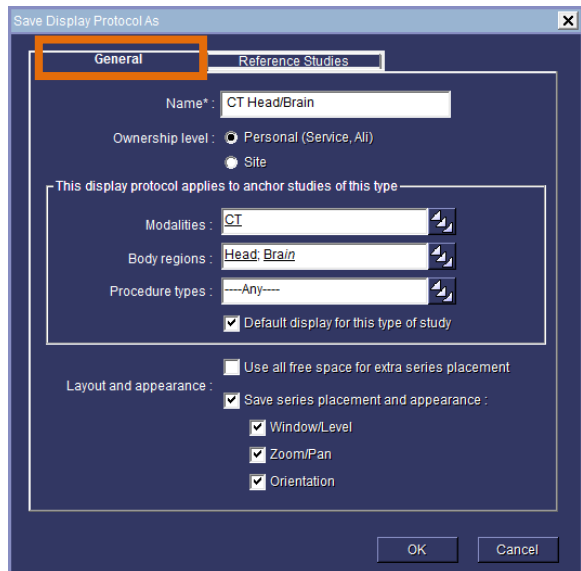 Save Display Protocol As
General
Reference Studies
Name* : CT Head/Brain
Ownership level : Personal (Service, Ali)
Site
This display protocol applies to anchor studies of this type
Modalities : CT
Body regions : Head; Brain
Procedure types : ----Any----
Default display for this type of study
Use all free space for extra series placement
Layout and appearance :
Save series placement and appearance :
Window/Level
Zoom/Pan
Orientation
OK Cancel